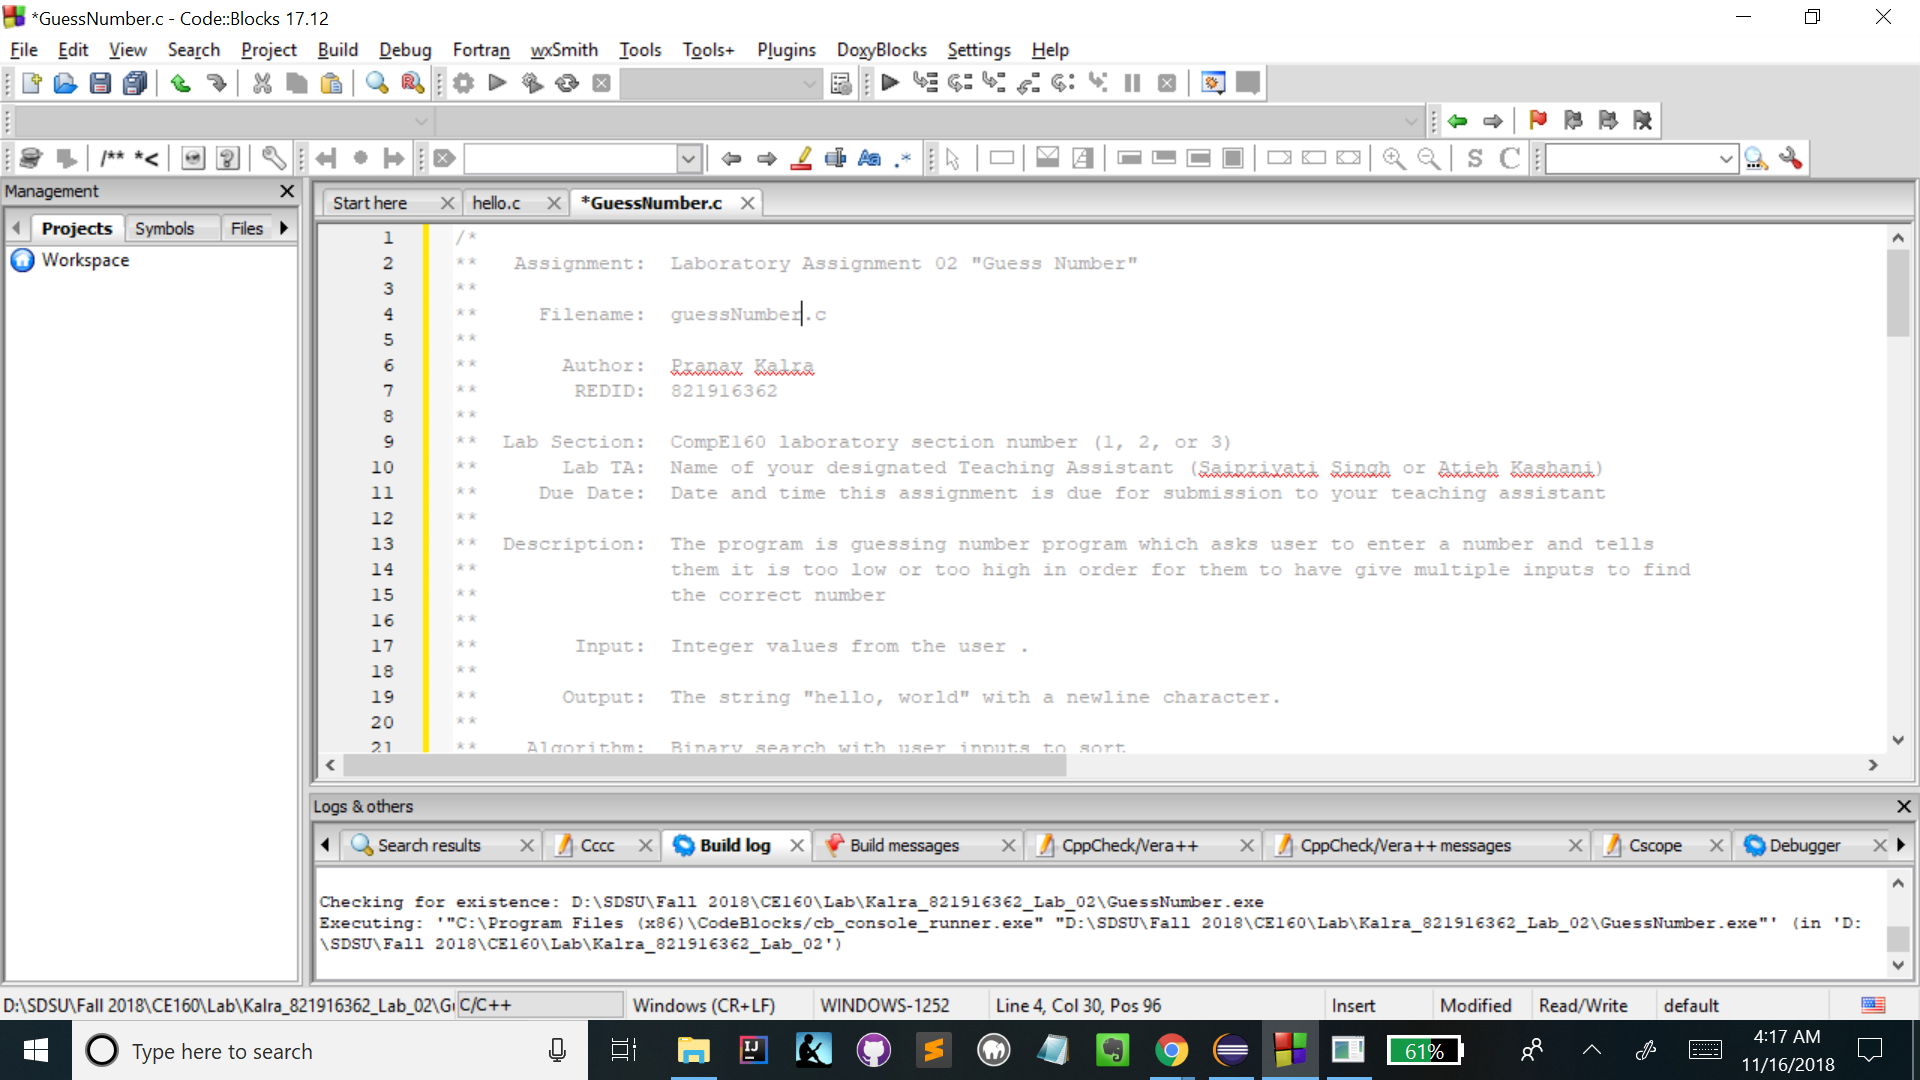 *GuessNumber.c - Code::Blocks 17.12
File Edit View Search Project Build Debug Fortran wxSmith Tools Tools+ Plugins DoxyBlocks Settings Help
/** *<
Aa .*
S C
Management
Start here hello.c *GuessNumber.c
Projects Symbols Files
Workspace
1 /*
2 ** Assignment: Laboratory Assignment 02 "Guess Number"
3 **
4 ** Filename: guessNumber.c
5 **
6 ** Author: Pranav Kalra
7 ** REDID: 821916362
8 **
9 ** Lab Section: CompE160 laboratory section number (1, 2, or 3)
10 ** Lab TA: Name of your designated Teaching Assistant (Saipriyati Singh or Atieh Kashani)
11 ** Due Date: Date and time this assignment is due for submission to your teaching assistant
12 **
13 ** Description: The program is guessing number program which asks user to enter a number and tells
14 ** them it is too low or too high in order for them to have give multiple inputs to find
15 ** the correct number
16 **
17 ** Input: Integer values from the user .
18 **
19 ** Output: The string "hello, world" with a newline character.
20 **
21 ** Algorithm: Binary search with user inputs to sort
Logs & others
Search results Cccc Build log Build messages CppCheck/Vera++ CppCheck/Vera++ messages Cscope Debugger
Checking for existence: D:\SDSU\Fall 2018\CE160\Lab\Kalra_821916362_Lab_02\GuessNumber.exe
Executing: '"C:\Program Files (x86)\CodeBlocks/cb_console_runner.exe" "D:\SDSU\Fall 2018\CE160\Lab\Kalra_821916362_Lab_02\GuessNumber.exe"' (in 'D:
\SDSU\Fall 2018\CE160\Lab\Kalra_821916362_Lab_02')
D:\SDSU\Fall 2018\CE160\Lab\Kalra_821916362_Lab_02\Gu C/C++ Windows (CR+LF) WINDOWS-1252 Line 4, Col 30, Pos 96 Insert Modified Read/Write default
Type here to search
IJ
61%
4:17 AM
11/16/2018